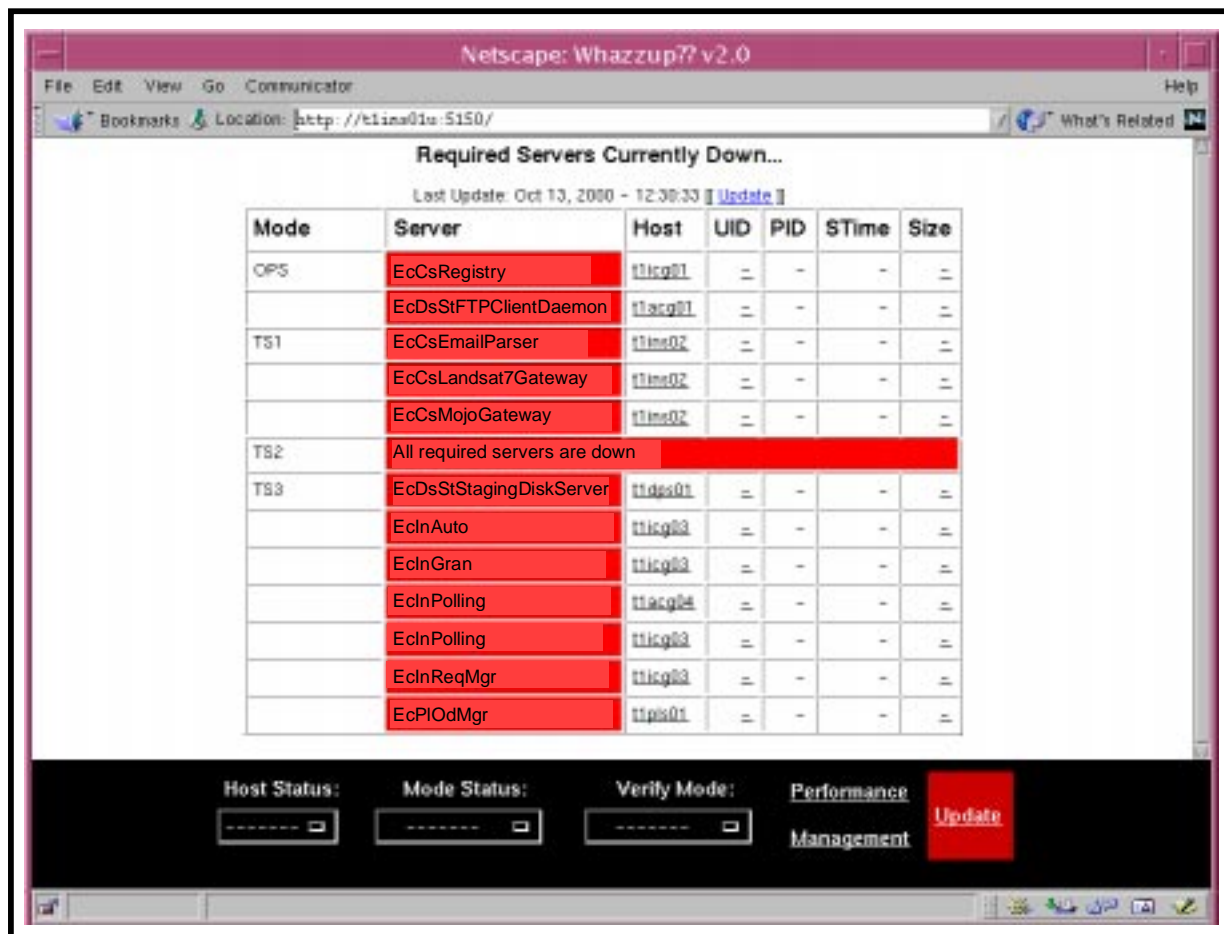 Netscape: Whazzup?? v2.0
File Edit View Go Communicator Help
Bookmarks Location: http://t1ins01u:5150/ What's Related N
Required Servers Currently Down...
Last Update: Oct 13, 2000 - 12:30:33 [[ Update ]]
Mode Server Host UID PID STime Size
OPS EcCsRegistry t1icg01 - - - -
EcDsStFTPClientDaemon t1acg01 - - - -
TS1 EcCsEmailParser t1ins02 - - - -
EcCsLandsat7Gateway t1ins02 - - - -
EcCsMojoGateway t1ins02 - - - -
TS2 All required servers are down
TS3 EcDsStStagingDiskServer t1dps01 - - - -
EcInAuto t1icg03 - - - -
EcInGran t1icg03 - - - -
EcInPolling t1acg04 - - - -
EcInPolling t1icg03 - - - -
EcInReqMgr t1icg03 - - - -
EcPlOdMgr t1pls01 - - - -
Host Status: Mode Status: Verify Mode: Performance
------- ------- ------- Update
Management